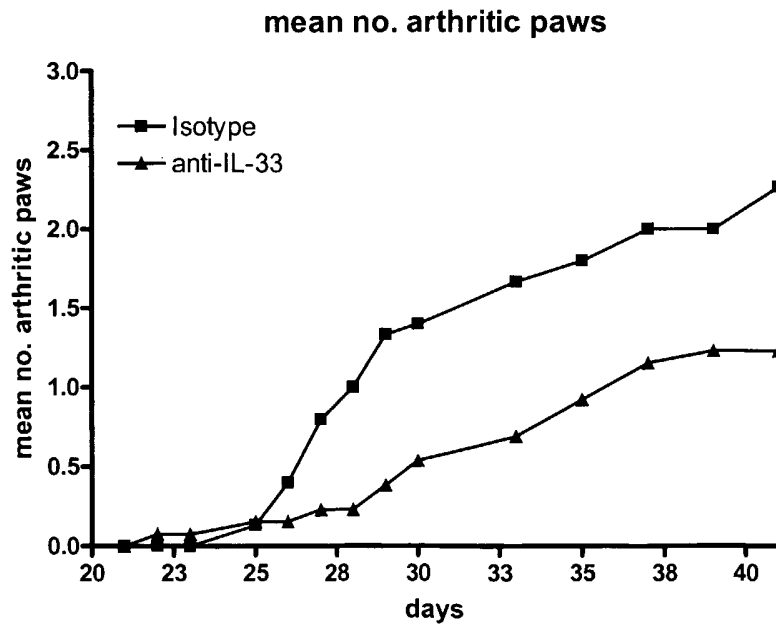 mean no. arthritic paws
mean no. arthritic paws
3.0
2.5
2.0
1.5
1.0
0.5
0.0
Isotype
anti-IL-33
20 23 25 28 30 33 35 38 40
days